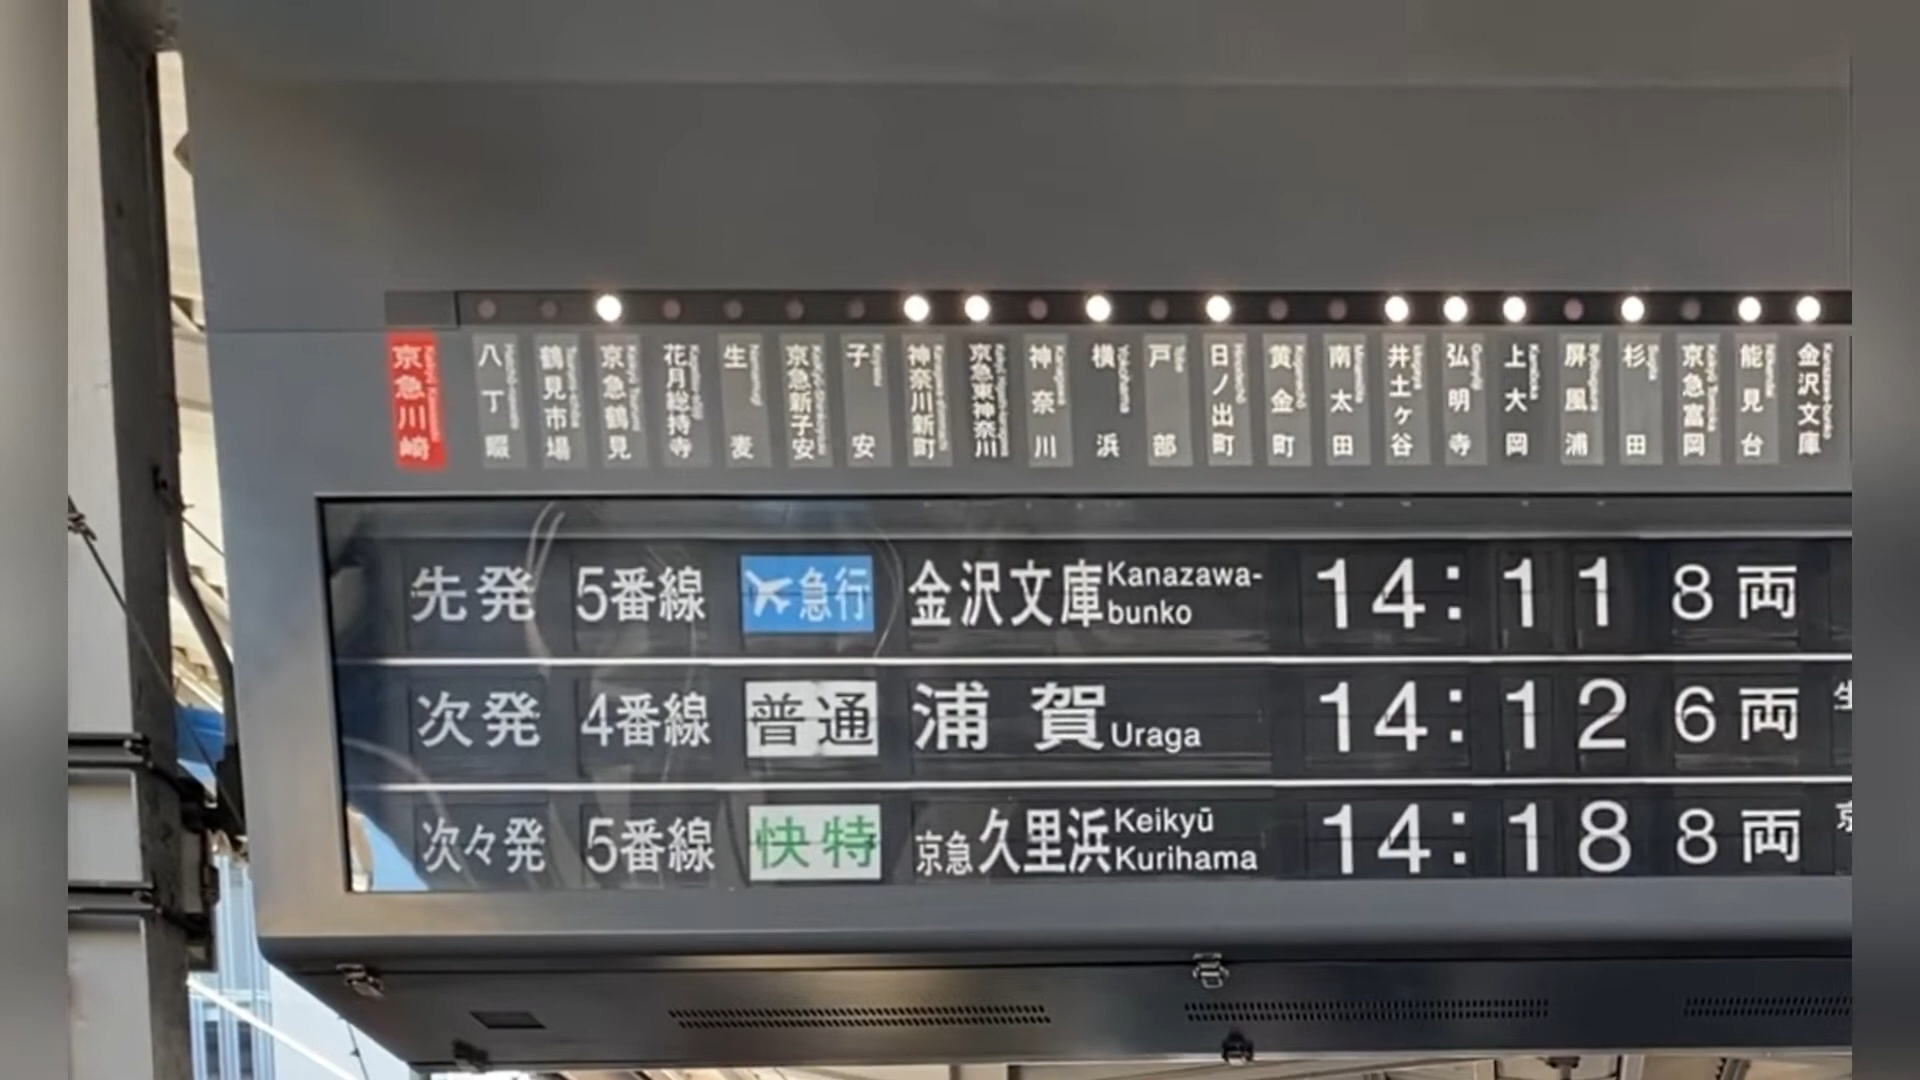 京急川崎
八丁畷
鶴見市場
京急鶴見
花月総持寺
生麦
京急新子安
子安
神奈川新町
京急東神奈川
神奈川
横浜
戸部
日ノ出町
黄金町
南太田
井土ヶ谷
弘明寺
上大岡
屏風浦
杉田
京急富岡
能見台
金沢文庫
先発 5番線 急行 金沢文庫 Kanazawa-bunko 14:11 8両
次発 4番線 普通 浦賀 Uraga 14:12 6両
次々発 5番線 快特 京急久里浜 Keikyū Kurihama 14:18 8両